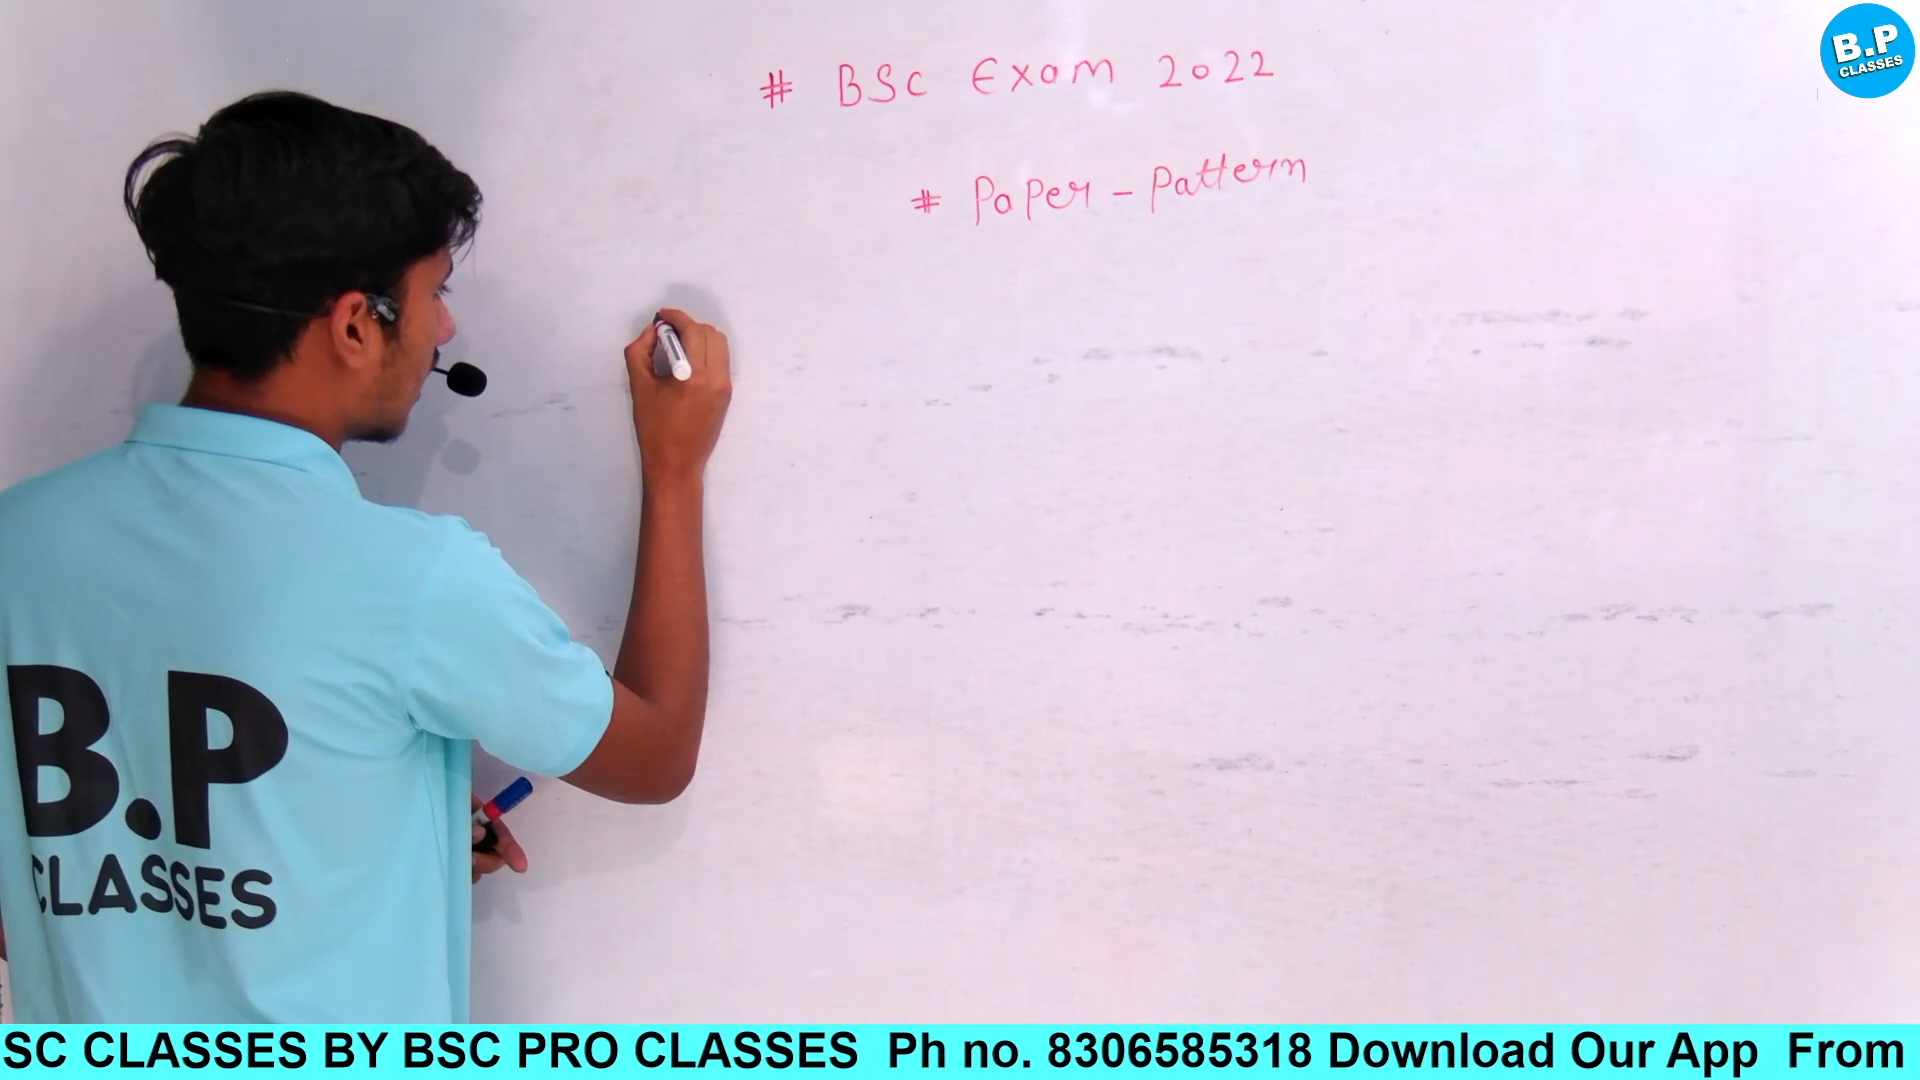 B.P
CLASSES
# BSc Exam 2022
# Paper - Pattern
B.P
CLASSES
SC CLASSES BY BSC PRO CLASSES Ph no. 8306585318 Download Our App From